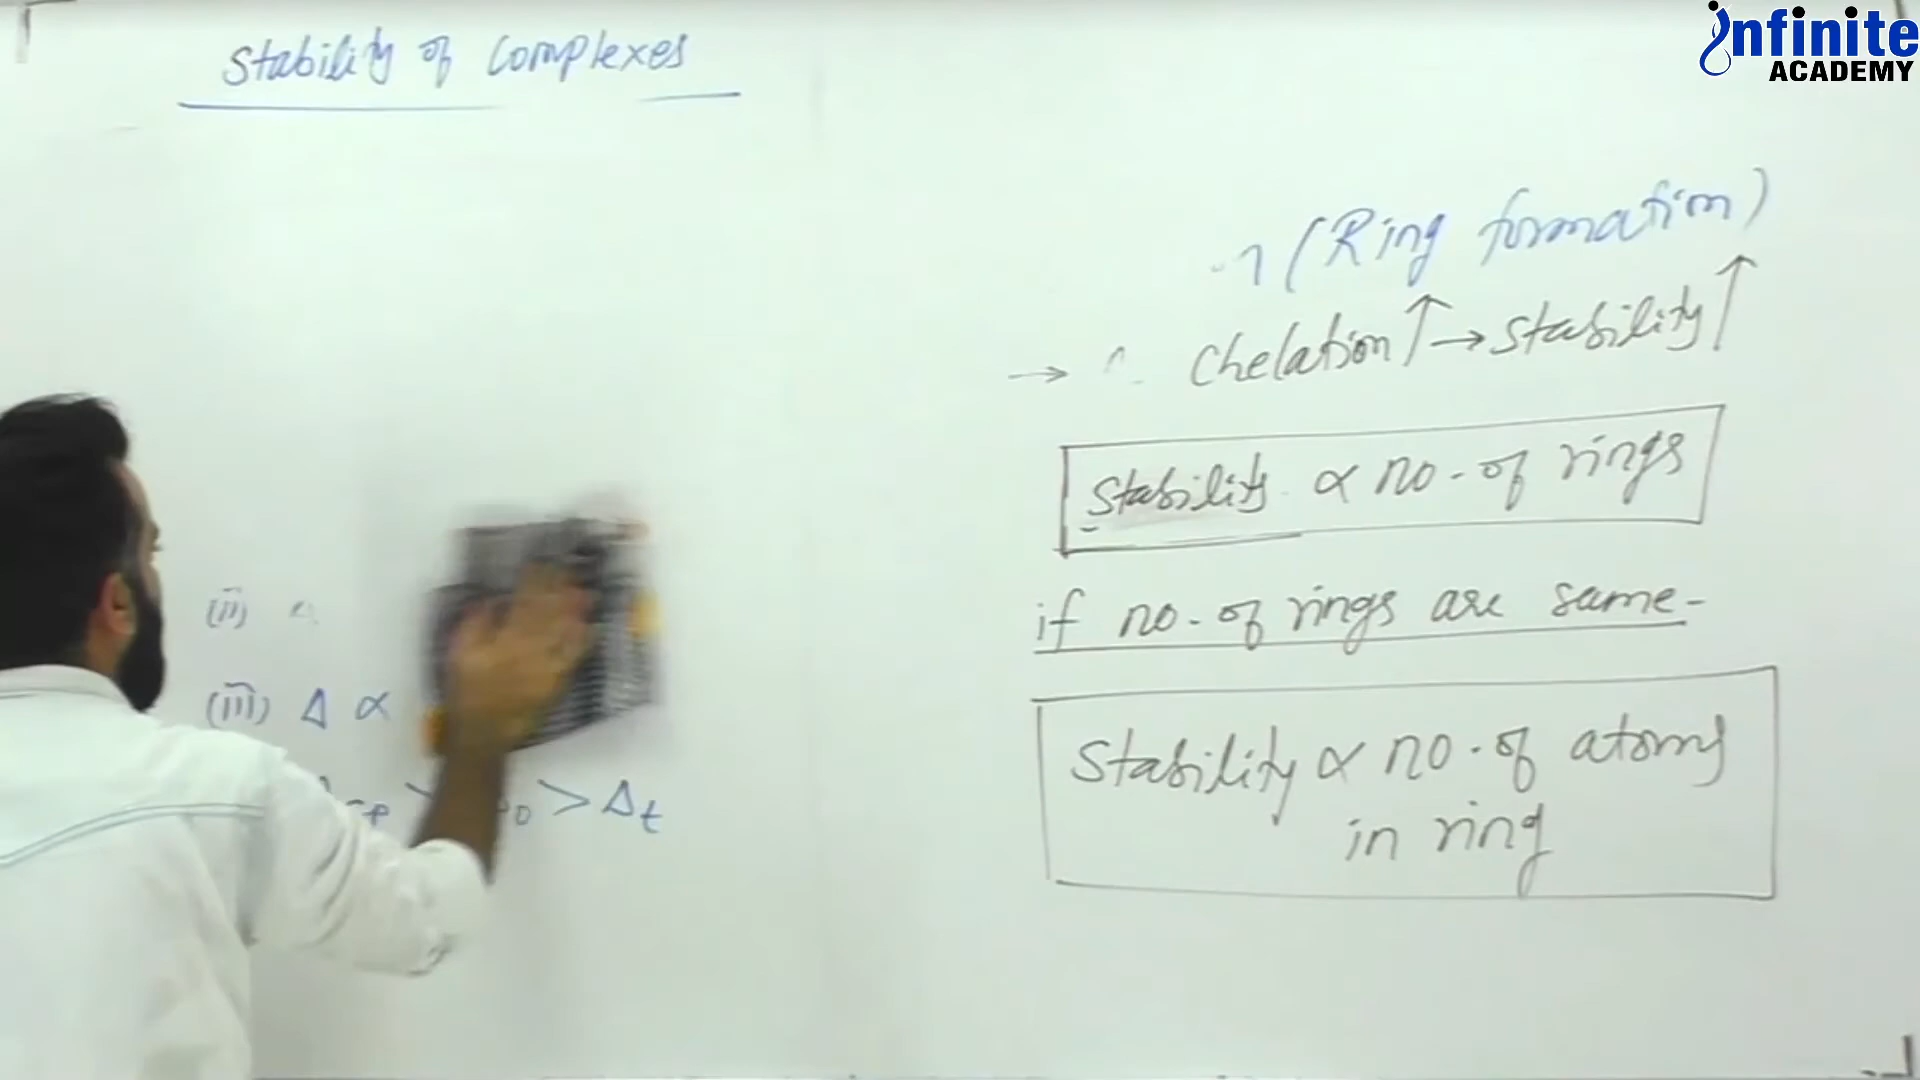 infinite
ACADEMY
Stability of Complexes
(Ring formation)
→ Chelation↑ → Stability↑
Stability ∝ no. of rings
if no. of rings are same -
Stability ∝ no. of atoms
in ring
(ii)
(iii) Δ ∝
> Δt